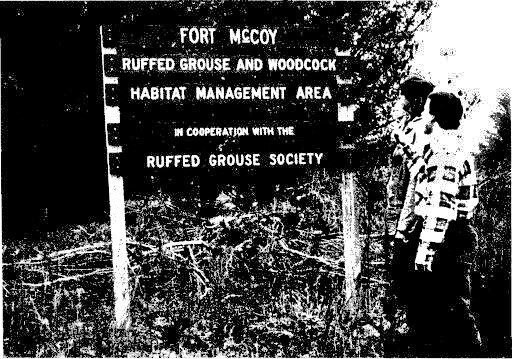 FORT McCOY
RUFFED GROUSE AND WOODCOCK
HABITAT MANAGEMENT AREA
IN COOPERATION WITH THE
RUFFED GROUSE SOCIETY